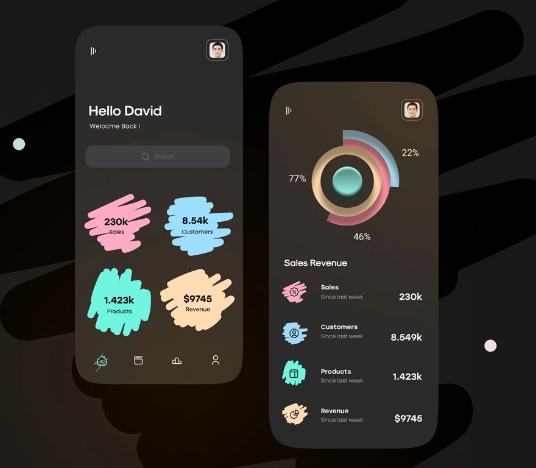 Hello David
Welcome Back !
Search
230k
Sales
8.54k
Customers
1.423k
Products
$9745
Revenue
22%
77%
46%
Sales Revenue
Sales
Since last week
230k
Customers
Since last week
8.549k
Products
Since last week
1.423k
Revenue
Since last week
$9745